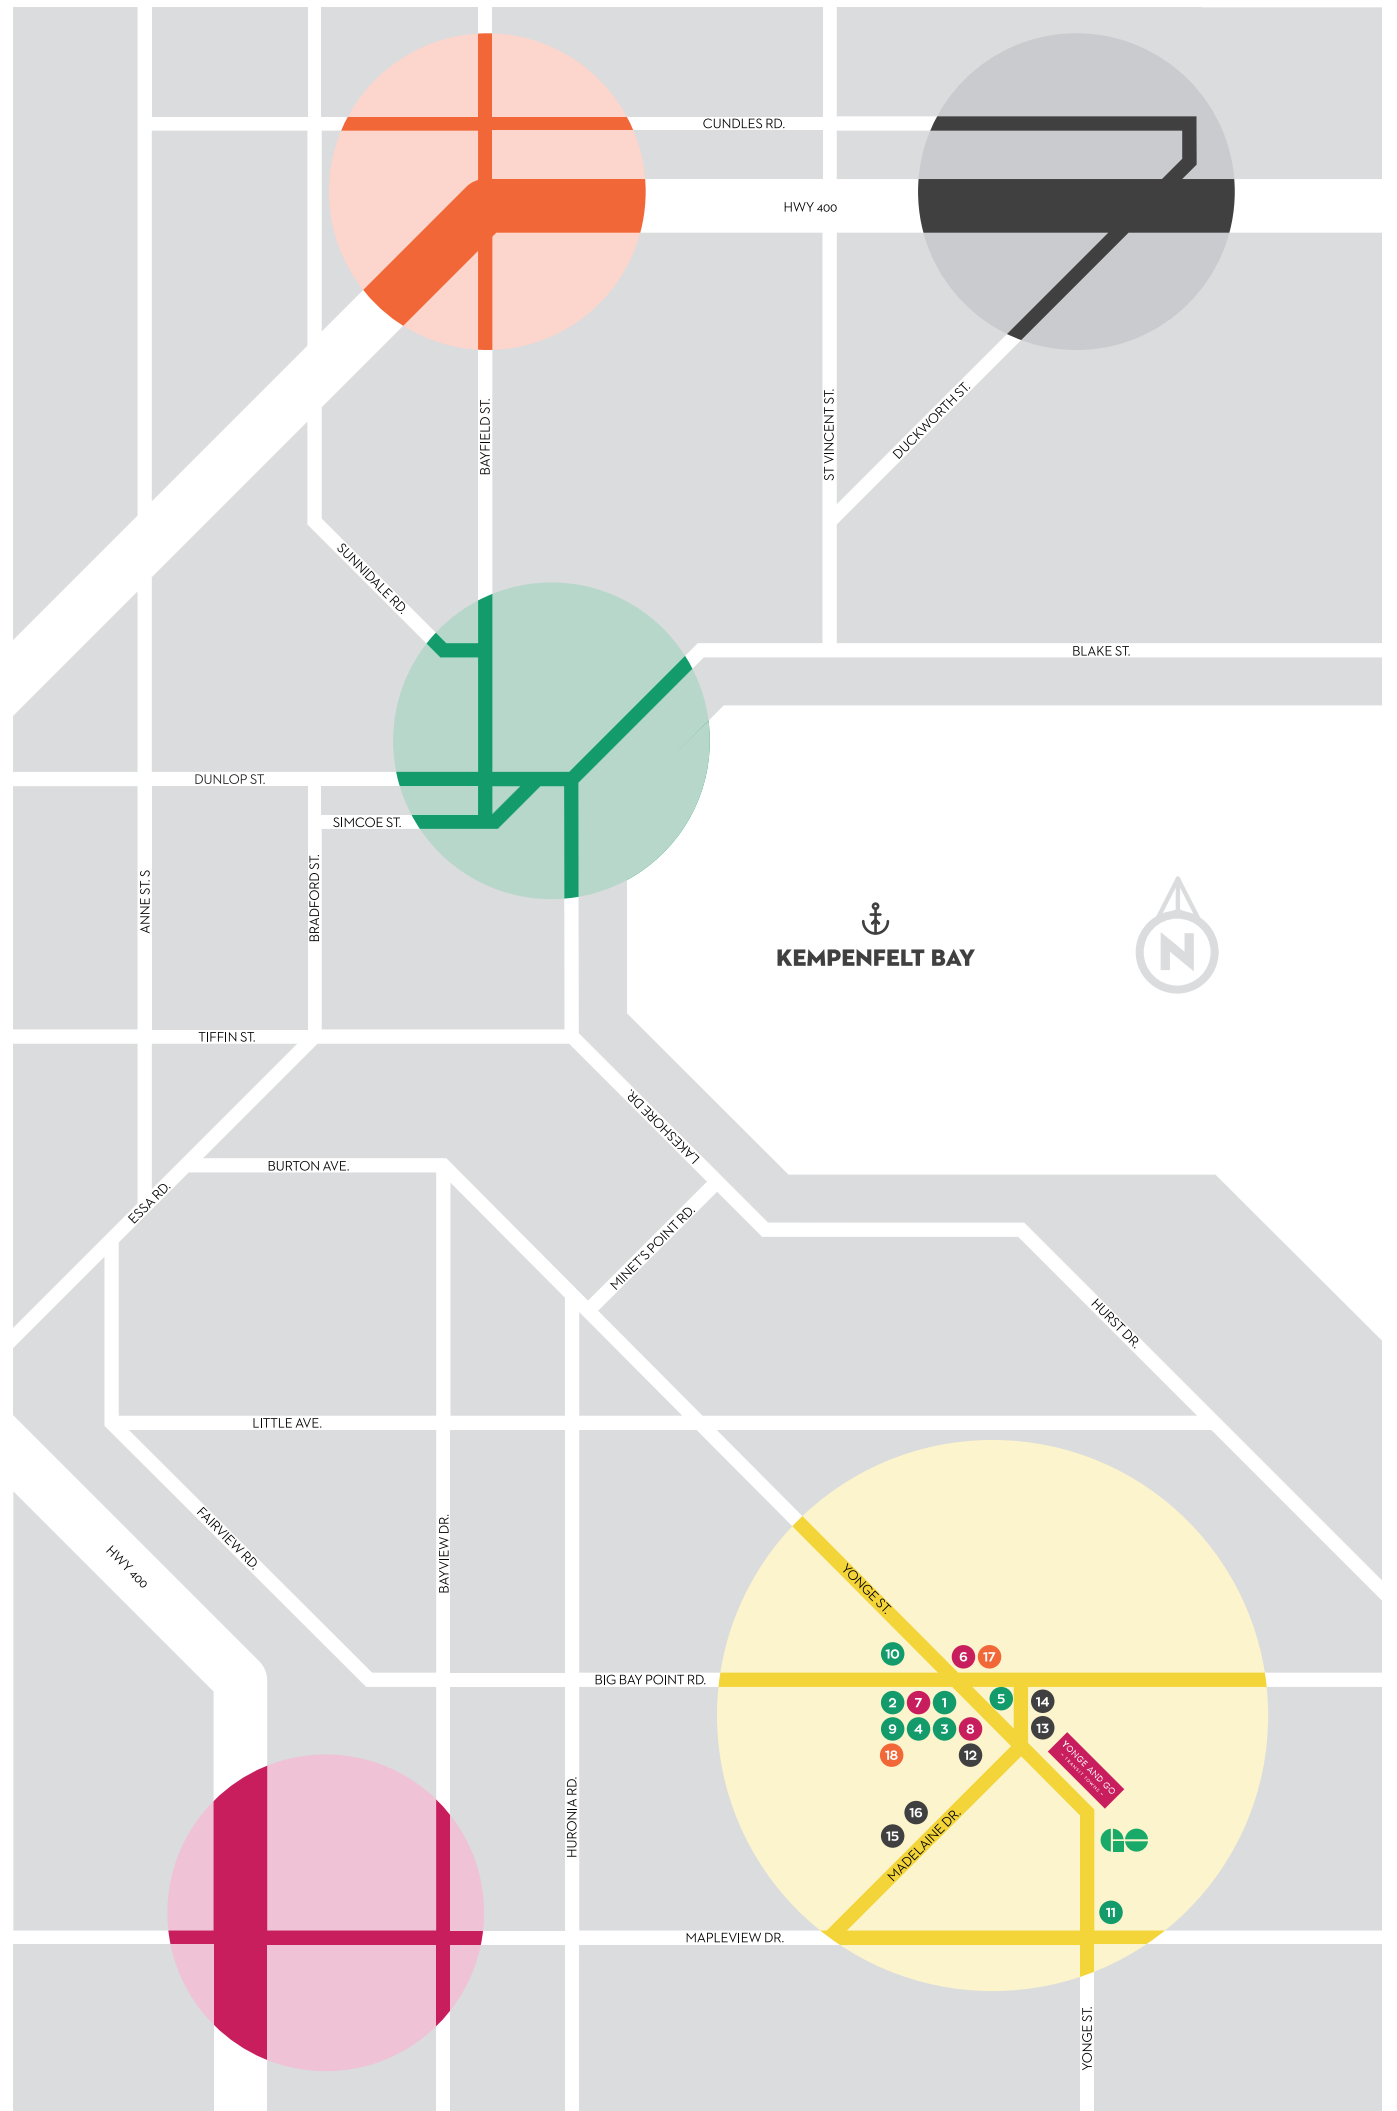 CUNDLES RD.
HWY 400
BAYFIELD ST.
ST VINCENT ST.
DUCKWORTH ST.
SUNNIDALE RD.
BLAKE ST.
DUNLOP ST.
SIMCOE ST.
ANNE ST. S
BRADFORD ST.
KEMPENFELT BAY
N
TIFFIN ST.
LAKESHORE DR.
BURTON AVE.
ESSA RD.
MINET'S POINT RD.
HURST DR.
LITTLE AVE.
FAIRVIEW RD.
HWY 400
BAYVIEW DR.
YONGE ST.
10
6
17
BIG BAY POINT RD.
2
7
1
5
14
9
4
3
8
13
18
12
YONGE AND GO
- TRANSIT TOWNS -
HURONIA RD.
16
15
MADELAINE DR.
GO
11
MAPLEVIEW DR.
YONGE ST.